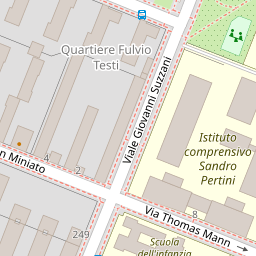 Quartiere Fulvio
Testi
Viale Giovanni Suzzani
Istituto
comprensivo
Sandro
Pertini
n Miniato
4
2
Via Thomas Mann
8
249
Scuola
dell'infanzia